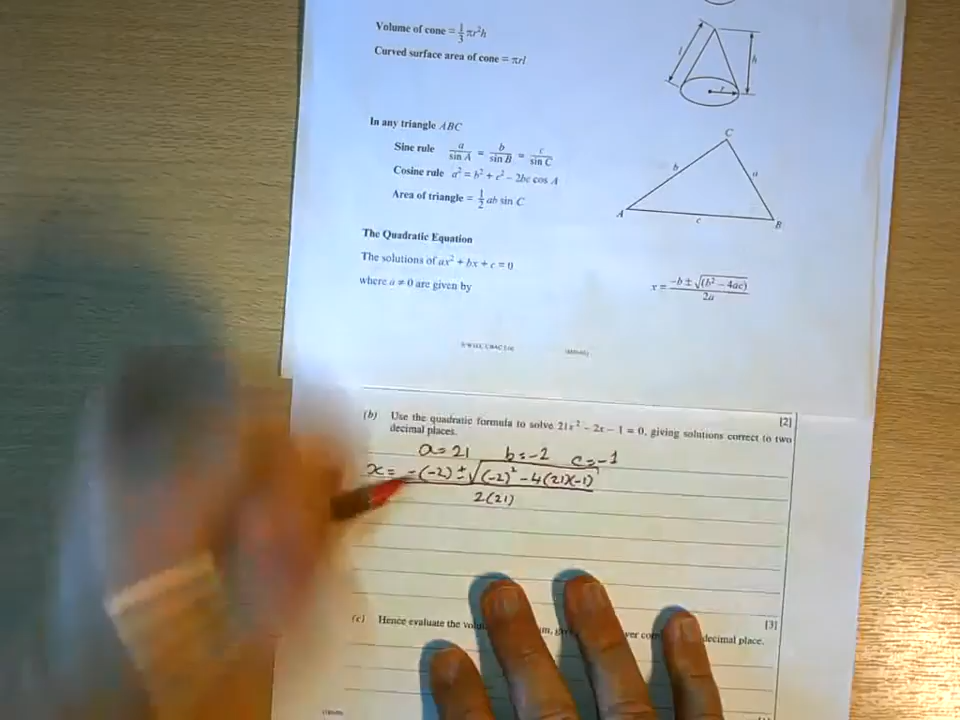 Volume of cone = 1/3 πr²h
Curved surface area of cone = πrl
l
h
r
In any triangle ABC
Sine rule a/sin A = b/sin B = c/sin C
Cosine rule a² = b² + c² − 2bc cos A
Area of triangle = 1/2 ab sin C
C
b
a
A
c
B
The Quadratic Equation
The solutions of ax² + bx + c = 0
where a ≠ 0 are given by
x = (−b ± √(b² − 4ac))/2a
[2]
(b) Use the quadratic formula to solve 21x² − 2x − 1 = 0, giving solutions correct to two
decimal places.
a=21 b=-2 c=-1
x = -(-2) ± √(-2)² -4(21)(-1)
2(21)
[3]
(c) Hence evaluate the decimal place.